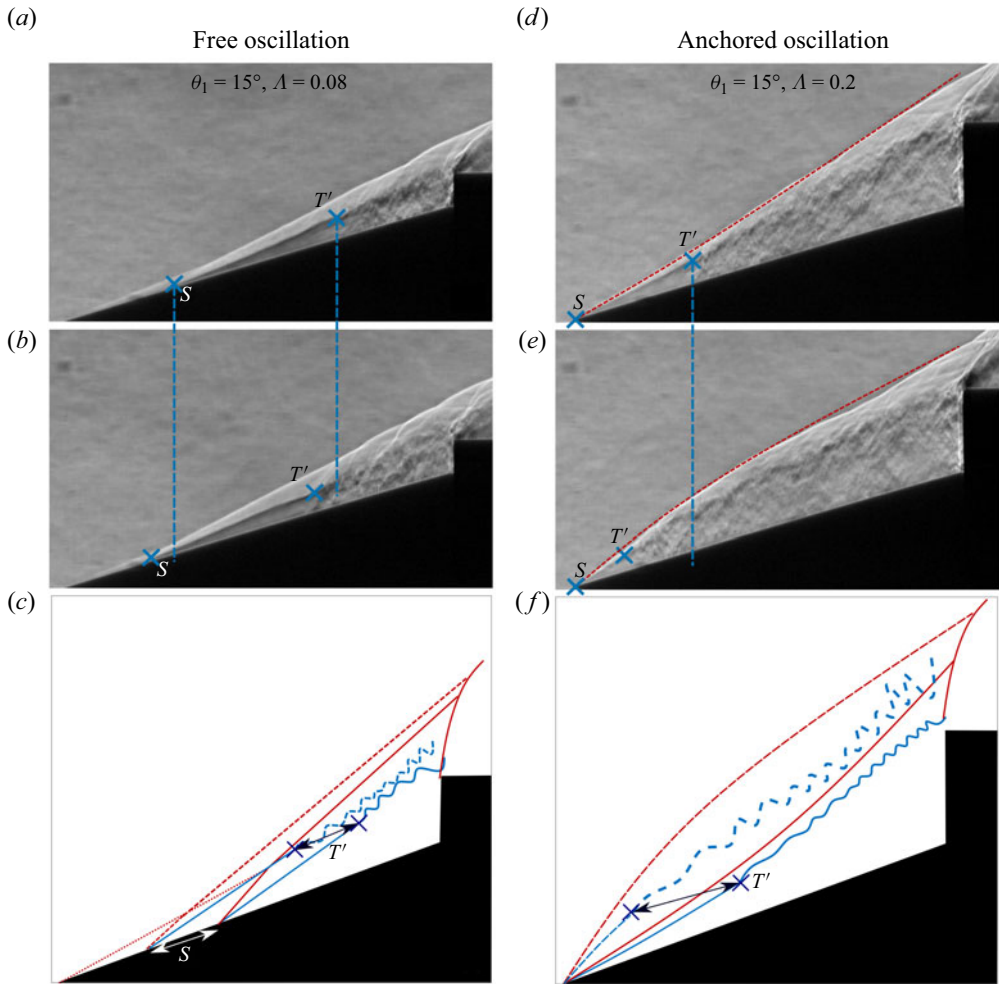 (a)
Free oscillation
θ₁ = 15°, Λ = 0.08
T′
S
(b)
T′
S
(c)
T′
S
(d)
Anchored oscillation
θ₁ = 15°, Λ = 0.2
T′
S
(e)
T′
S
(f)
T′